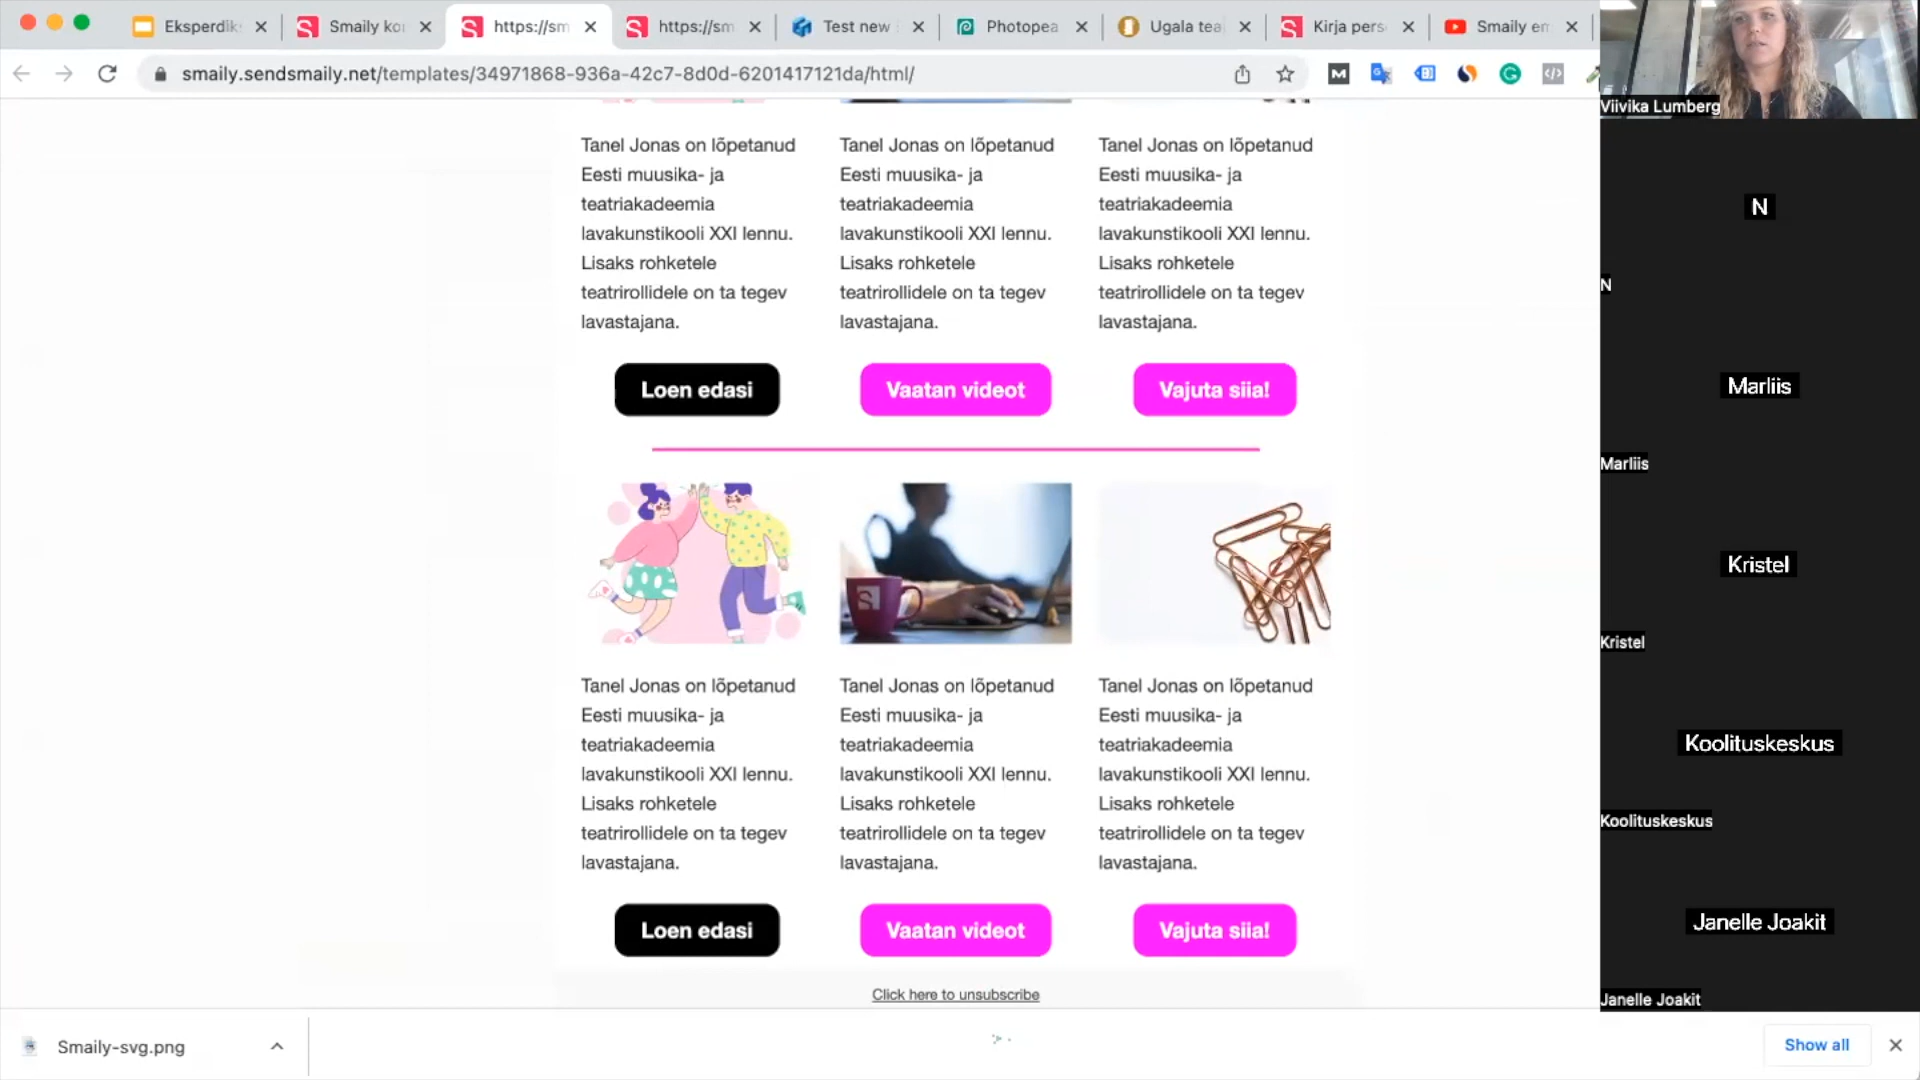 Eksperdik
Smaily ko
https://sm
https://sm
Test new
Photopea
Ugala tea
Kirja pers
Smaily em
smaily.sendsmaily.net/templates/34971868-936a-42c7-8d0d-6201417121da/html/
Tanel Jonas on lõpetanud
Eesti muusika- ja
teatriakadeemia
lavakunstikooli XXI lennu.
Lisaks rohketele
teatrirollidele on ta tegev
lavastajana.
Loen edasi
Tanel Jonas on lõpetanud
Eesti muusika- ja
teatriakadeemia
lavakunstikooli XXI lennu.
Lisaks rohketele
teatrirollidele on ta tegev
lavastajana.
Vaatan videot
Tanel Jonas on lõpetanud
Eesti muusika- ja
teatriakadeemia
lavakunstikooli XXI lennu.
Lisaks rohketele
teatrirollidele on ta tegev
lavastajana.
Vajuta siia!
Tanel Jonas on lõpetanud
Eesti muusika- ja
teatriakadeemia
lavakunstikooli XXI lennu.
Lisaks rohketele
teatrirollidele on ta tegev
lavastajana.
Loen edasi
Tanel Jonas on lõpetanud
Eesti muusika- ja
teatriakadeemia
lavakunstikooli XXI lennu.
Lisaks rohketele
teatrirollidele on ta tegev
lavastajana.
Vaatan videot
Tanel Jonas on lõpetanud
Eesti muusika- ja
teatriakadeemia
lavakunstikooli XXI lennu.
Lisaks rohketele
teatrirollidele on ta tegev
lavastajana.
Vajuta siia!
Click here to unsubscribe
Smaily-svg.png
Show all
Viivika Lumberg
N
N
Marliis
Marliis
Kristel
Kristel
Koolituskeskus
Koolituskeskus
Janelle Joakit
Janelle Joakit